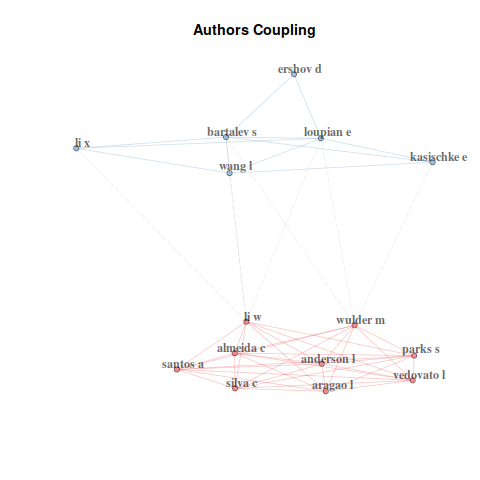 Authors Coupling
ershov d
bartalev s
loupian e
li x
kasischke e
wang l
li w
wulder m
almeida c
parks s
anderson l
santos a
vedovato l
silva c
aragao l